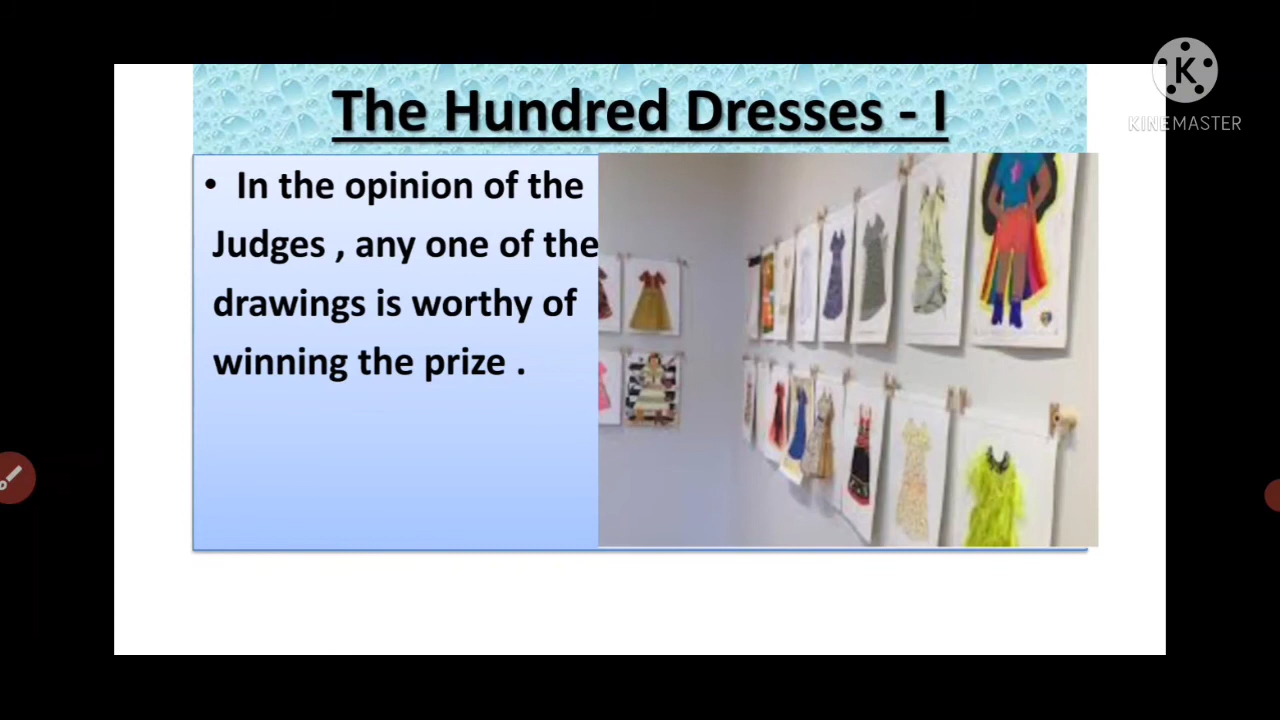 The Hundred Dresses - I
K
KINEMASTER
• In the opinion of the
Judges , any one of the
drawings is worthy of
winning the prize .